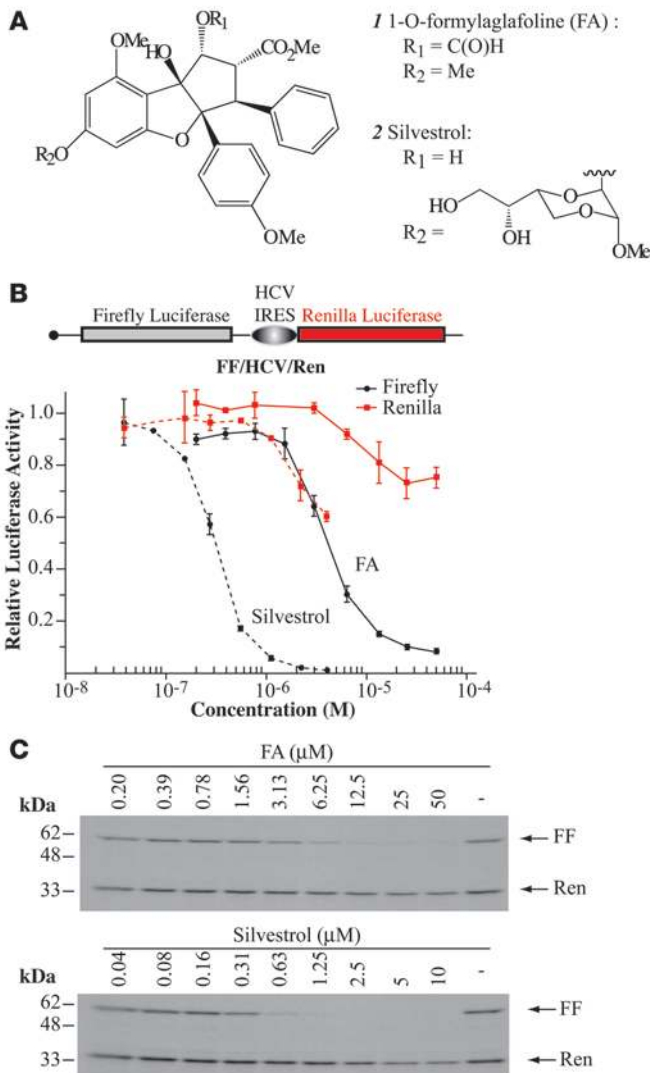 A
OR₁
OMe
HO
CO₂Me
R₂O
O
OMe
1 1-O-formylaglafoline (FA) :
R₁ = C(O)H
R₂ = Me
2 Silvestrol:
R₁ = H
R₂ =
HO
OH
O
O
OMe
B
HCV
Firefly Luciferase IRES Renilla Luciferase
FF/HCV/Ren
Firefly
Renilla
Relative Luciferase Activity
1.0
0.8
0.6
0.4
0.2
FA
Silvestrol
10-8 10-7 10-6 10-5 10-4
Concentration (M)
C
FA (μM)
kDa 0.20 0.39 0.78 1.56 3.13 6.25 12.5 25 50 -
62
48
33
FF
Ren
Silvestrol (μM)
kDa 0.04 0.08 0.16 0.31 0.63 1.25 2.5 5 10 -
62
48
33
FF
Ren